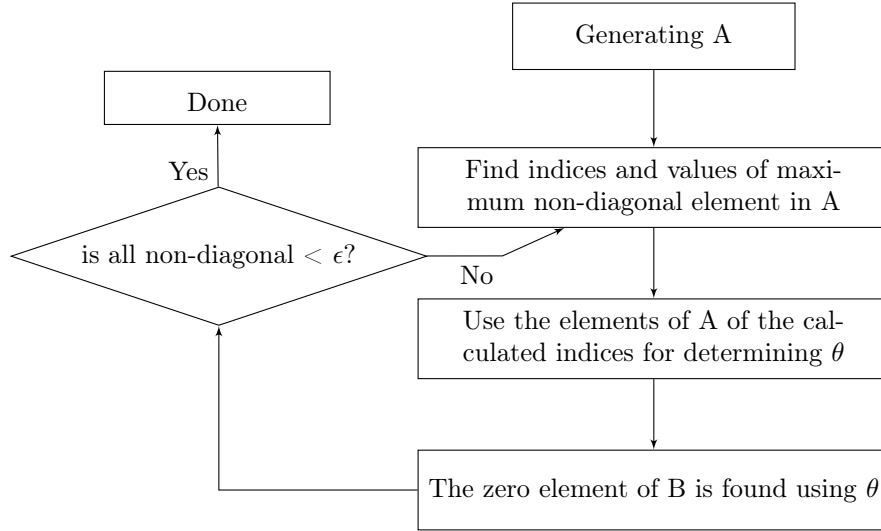 Generating A
Done
Yes
Find indices and values of maxi-
mum non-diagonal element in A
is all non-diagonal < ϵ?
No
Use the elements of A of the cal-
culated indices for determining θ
The zero element of B is found using θ